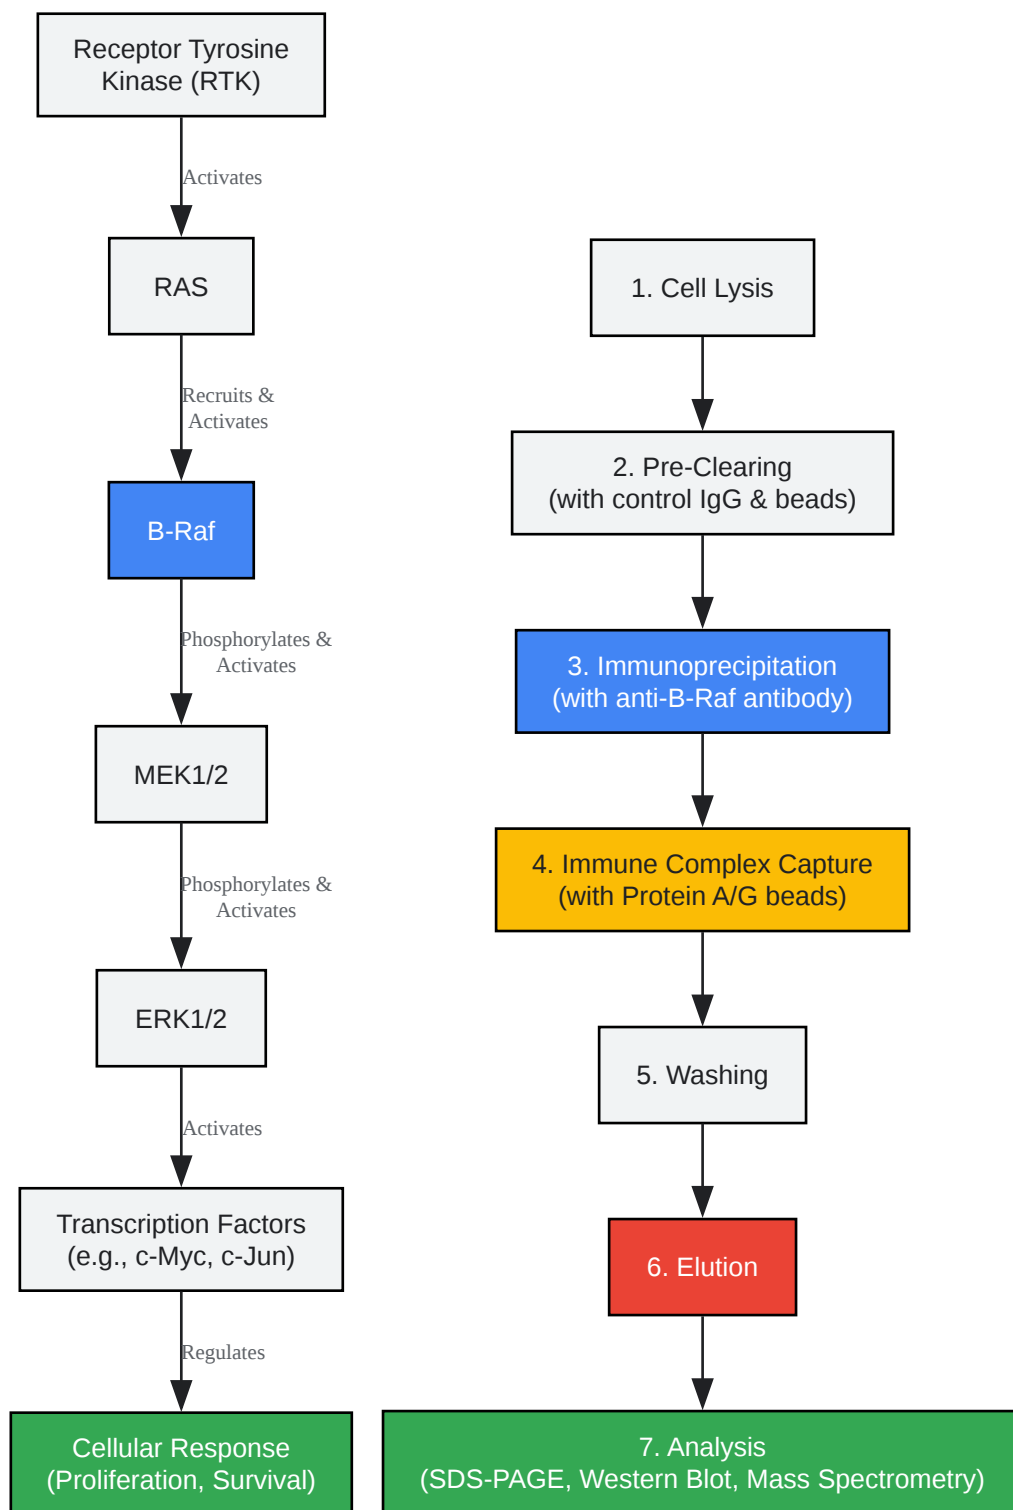 Receptor Tyrosine
Kinase (RTK)
Activates
RAS
Recruits &
Activates
B-Raf
Phosphorylates &
Activates
MEK1/2
Phosphorylates &
Activates
ERK1/2
Activates
Transcription Factors
(e.g., c-Myc, c-Jun)
Regulates
Cellular Response
(Proliferation, Survival)
1. Cell Lysis
2. Pre-Clearing
(with control IgG & beads)
3. Immunoprecipitation
(with anti-B-Raf antibody)
4. Immune Complex Capture
(with Protein A/G beads)
5. Washing
6. Elution
7. Analysis
(SDS-PAGE, Western Blot, Mass Spectrometry)